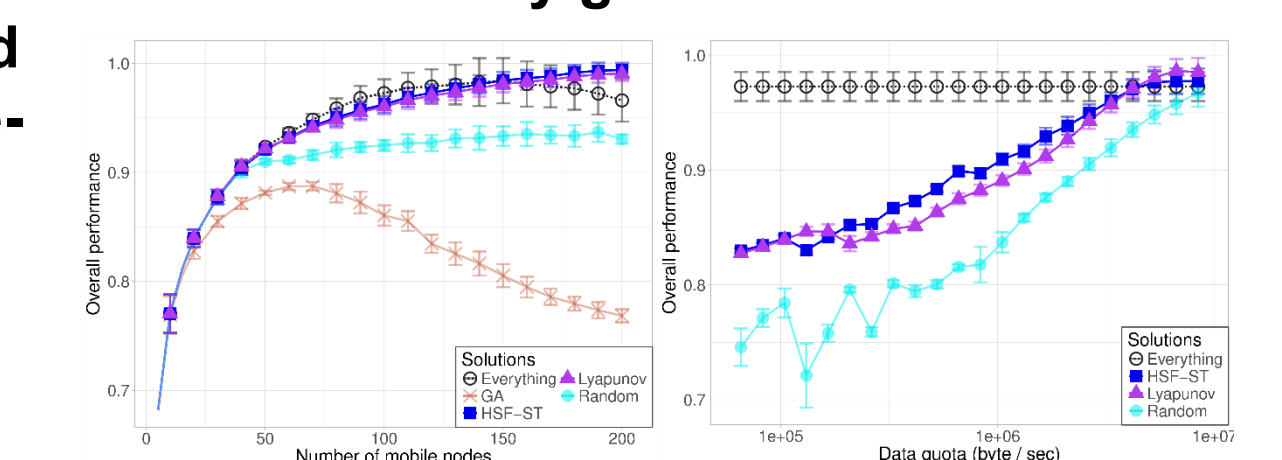 y g
d
-
1.0
0.9
0.8
0.7
Overall performance
0 50 100 150 200
Number of mobile nodes
Solutions
Everything Lyapunov
GA Random
HSF-ST
1.0
0.9
0.8
0.7
Overall performance
1e+05 1e+06 1e+07
Data quota (byte / sec)
Solutions
Everything
HSF-ST
Lyapunov
Random